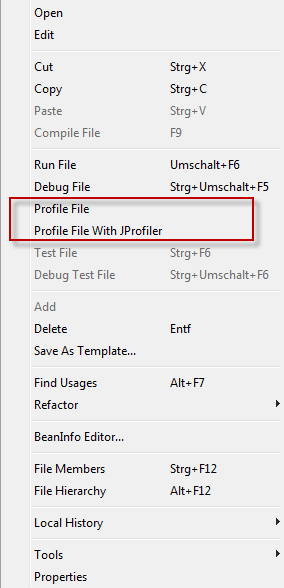 Open
Edit
Cut Strg+X
Copy Strg+C
Paste Strg+V
Compile File F9
Run File Umschalt+F6
Debug File Strg+Umschalt+F5
Profile File
Profile File With JProfiler
Test File Strg+F6
Debug Test File Strg+Umschalt+F6
Add
Delete Entf
Save As Template...
Find Usages Alt+F7
Refactor
BeanInfo Editor...
File Members Strg+F12
File Hierarchy Alt+F12
Local History
Tools
Properties